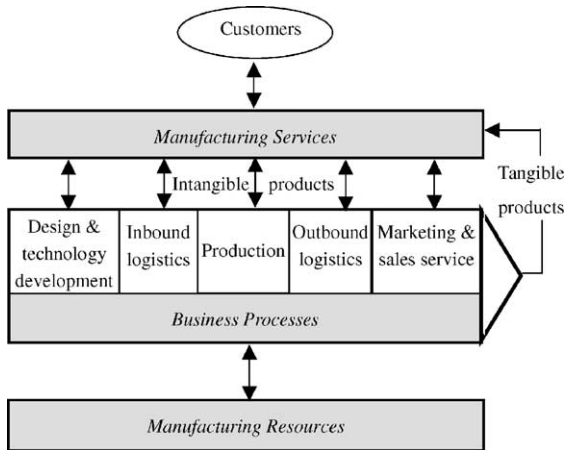 Customers
Manufacturing Services
Intangible products
Tangible
products
Design &
technology
development
Inbound
logistics
Production
Outbound
logistics
Marketing &
sales service
Business Processes
Manufacturing Resources